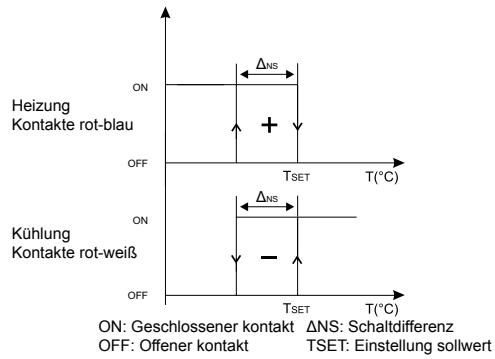 ΔNS
ON
Heizung
Kontakte rot-blau
+
OFF
TSET T(°C)
ΔNS
ON
Kühlung
Kontakte rot-weiß
−
OFF
TSET T(°C)
ON: Geschlossener kontakt ΔNS: Schaltdifferenz
OFF: Offener kontakt TSET: Einstellung sollwert